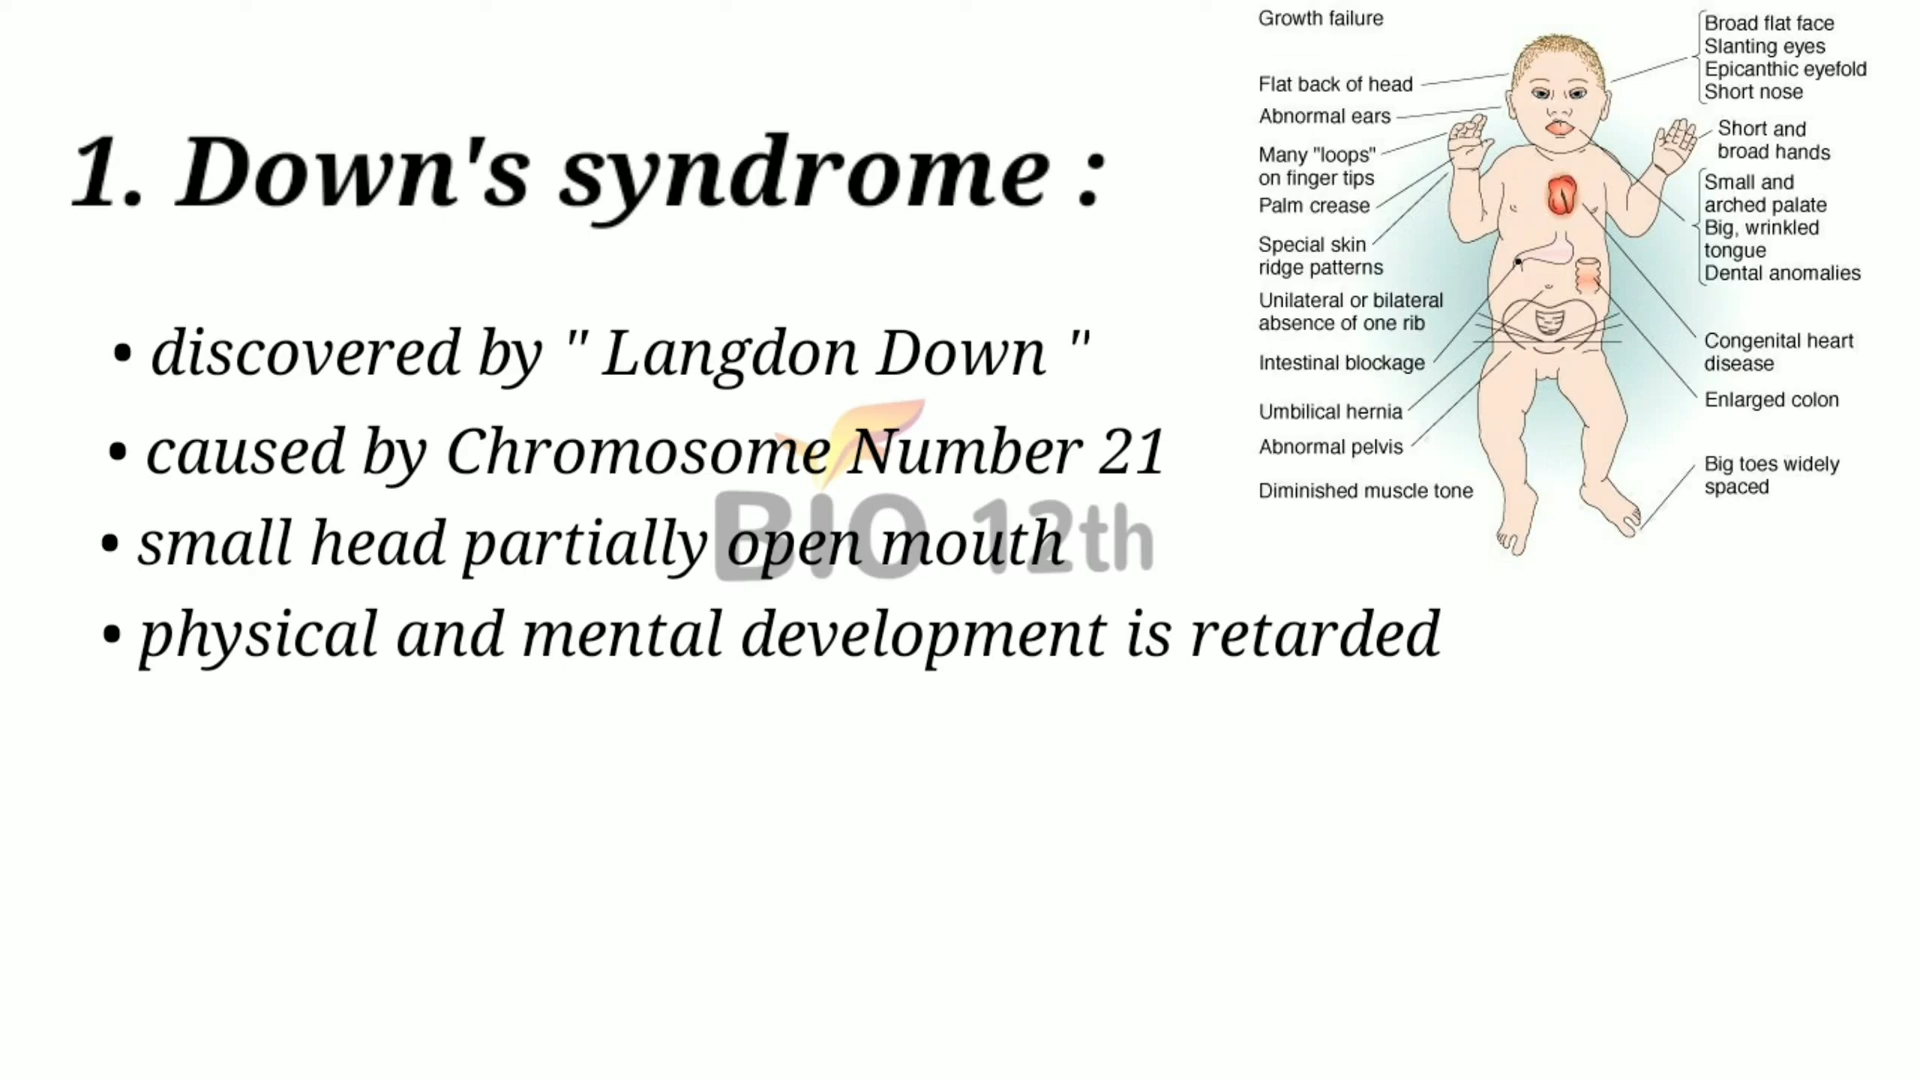 1. Down's syndrome :
• discovered by " Langdon Down "
• caused by Chromosome Number 21
• small head partially open mouth
• physical and mental development is retarded
BIO 12th
Growth failure
Flat back of head
Abnormal ears
Many "loops"
on finger tips
Palm crease
Special skin
ridge patterns
Unilateral or bilateral
absence of one rib
Intestinal blockage
Umbilical hernia
Abnormal pelvis
Diminished muscle tone
Broad flat face
Slanting eyes
Epicanthic eyefold
Short nose
Short and
broad hands
Small and
arched palate
Big, wrinkled
tongue
Dental anomalies
Congenital heart
disease
Enlarged colon
Big toes widely
spaced